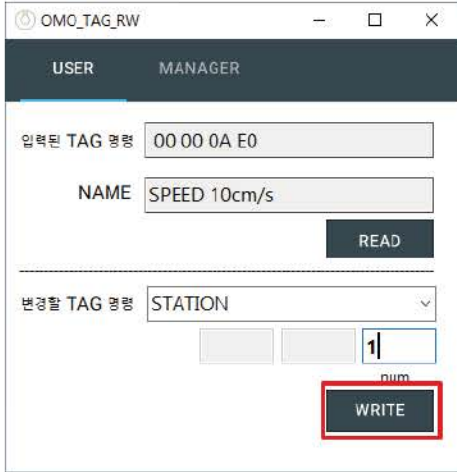 OMO_TAG_RW
USER MANAGER
입력된 TAG 명령 00 00 0A E0
NAME SPEED 10cm/s
READ
변경할 TAG 명령 STATION
1
num
WRITE